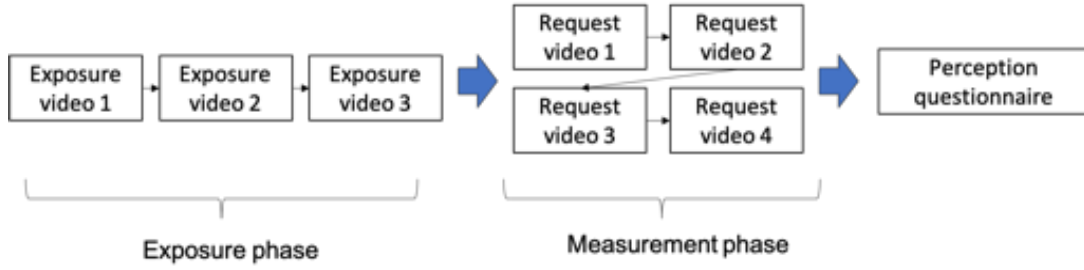 Exposure
video 1
Exposure
video 2
Exposure
video 3
Request
video 1
Request
video 2
Request
video 3
Request
video 4
Perception
questionnaire
Exposure phase
Measurement phase